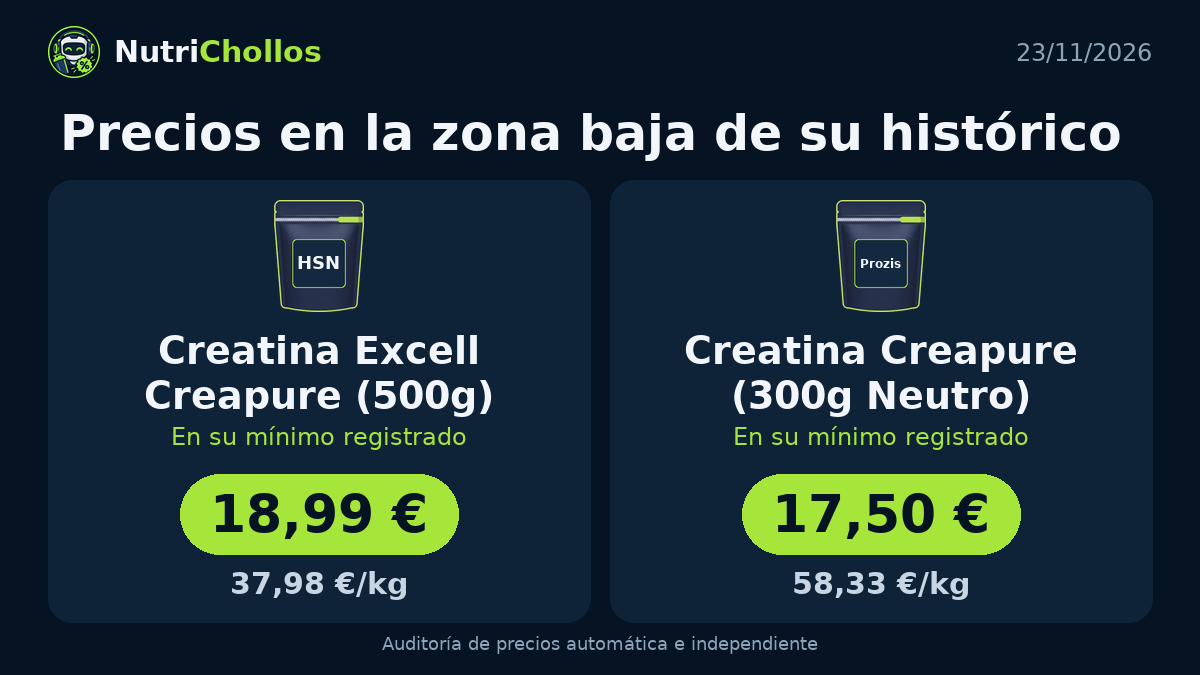 NutriChollos
23/11/2026
Precios en la zona baja de su histórico
HSN
Creatina Excell
Creapure (500g)
En su mínimo registrado
18,99 €
37,98 €/kg
Prozis
Creatina Creapure
(300g Neutro)
En su mínimo registrado
17,50 €
58,33 €/kg
Auditoría de precios automática e independiente